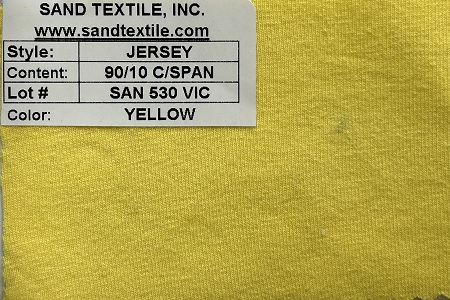 SAND TEXTILE, INC.
www.sandtextile.com
Style: JERSEY
Content: 90/10 C/SPAN
Lot # SAN 530 VIC
Color: YELLOW